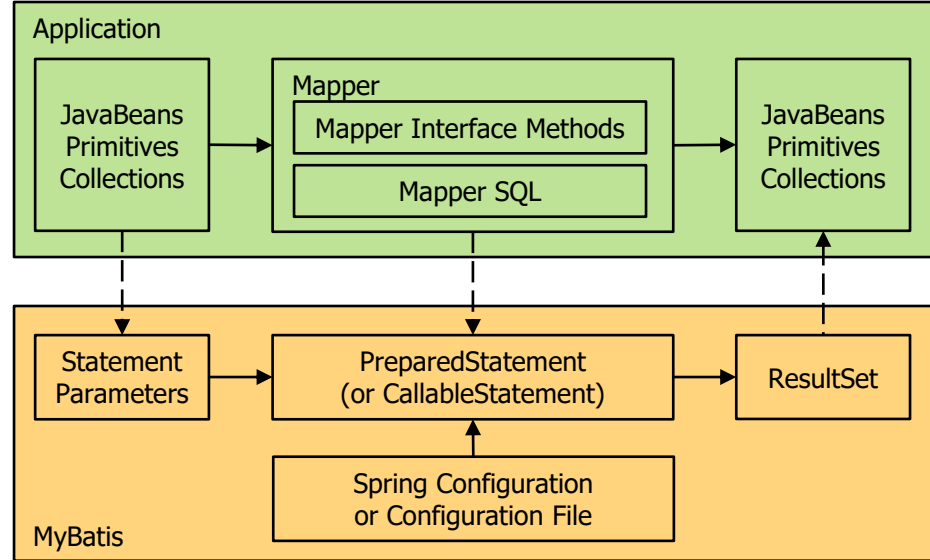 Application
JavaBeans
Primitives
Collections
Mapper
Mapper Interface Methods
Mapper SQL
JavaBeans
Primitives
Collections
Statement
Parameters
PreparedStatement
(or CallableStatement)
ResultSet
Spring Configuration
or Configuration File
MyBatis